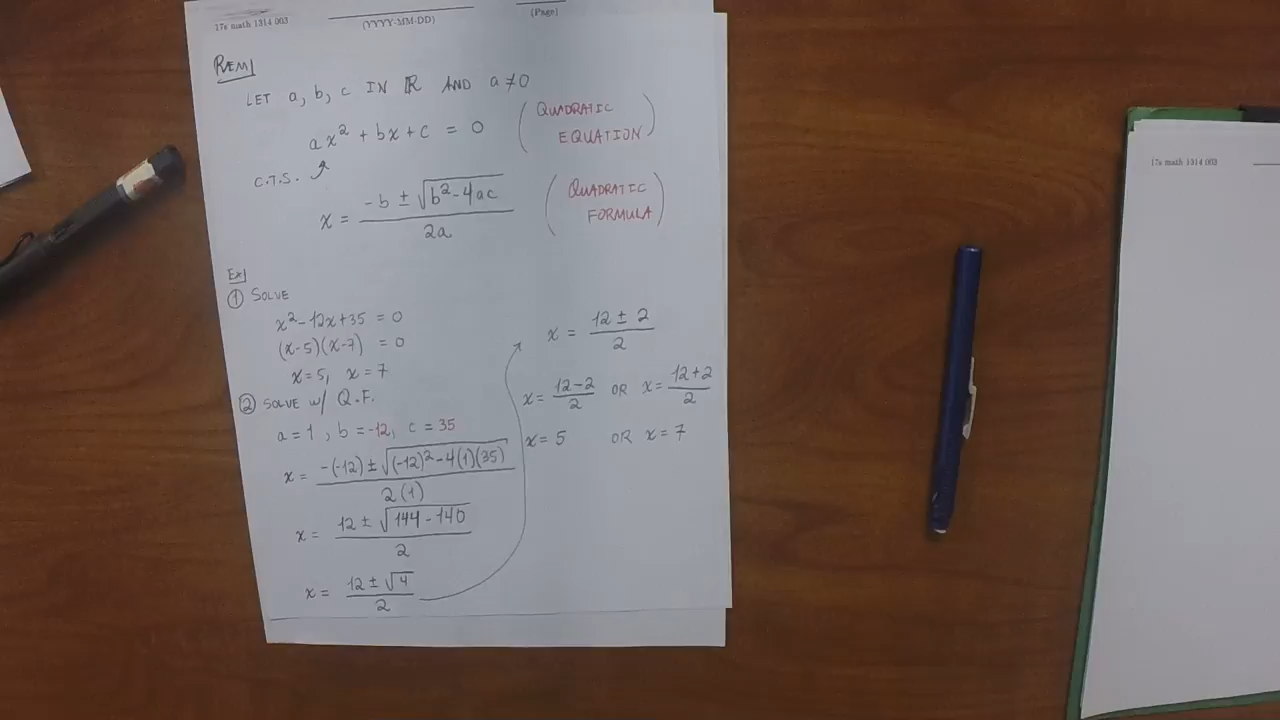 17s math 1314 003
(YYYY-MM-DD)
(Page)
REM
LET a, b, c IN ℝ AND a ≠ 0
ax² + bx + c = 0 (QUADRATIC EQUATION)
C.T.S.
x = (-b ± √(b² - 4ac)) / 2a (QUADRATIC FORMULA)
Ex
① SOLVE
x² - 12x + 35 = 0
(x-5)(x-7) = 0
x = 5, x = 7
② SOLVE w/ Q.F.
a = 1, b = -12, c = 35
x = (-(-12) ± √((-12)² - 4(1)(35))) / 2(1)
x = (12 ± √(144 - 140)) / 2
x = (12 ± √4) / 2
x = (12 ± 2) / 2
x = (12 - 2) / 2 OR x = (12 + 2) / 2
x = 5 OR x = 7
17s math 1314 003